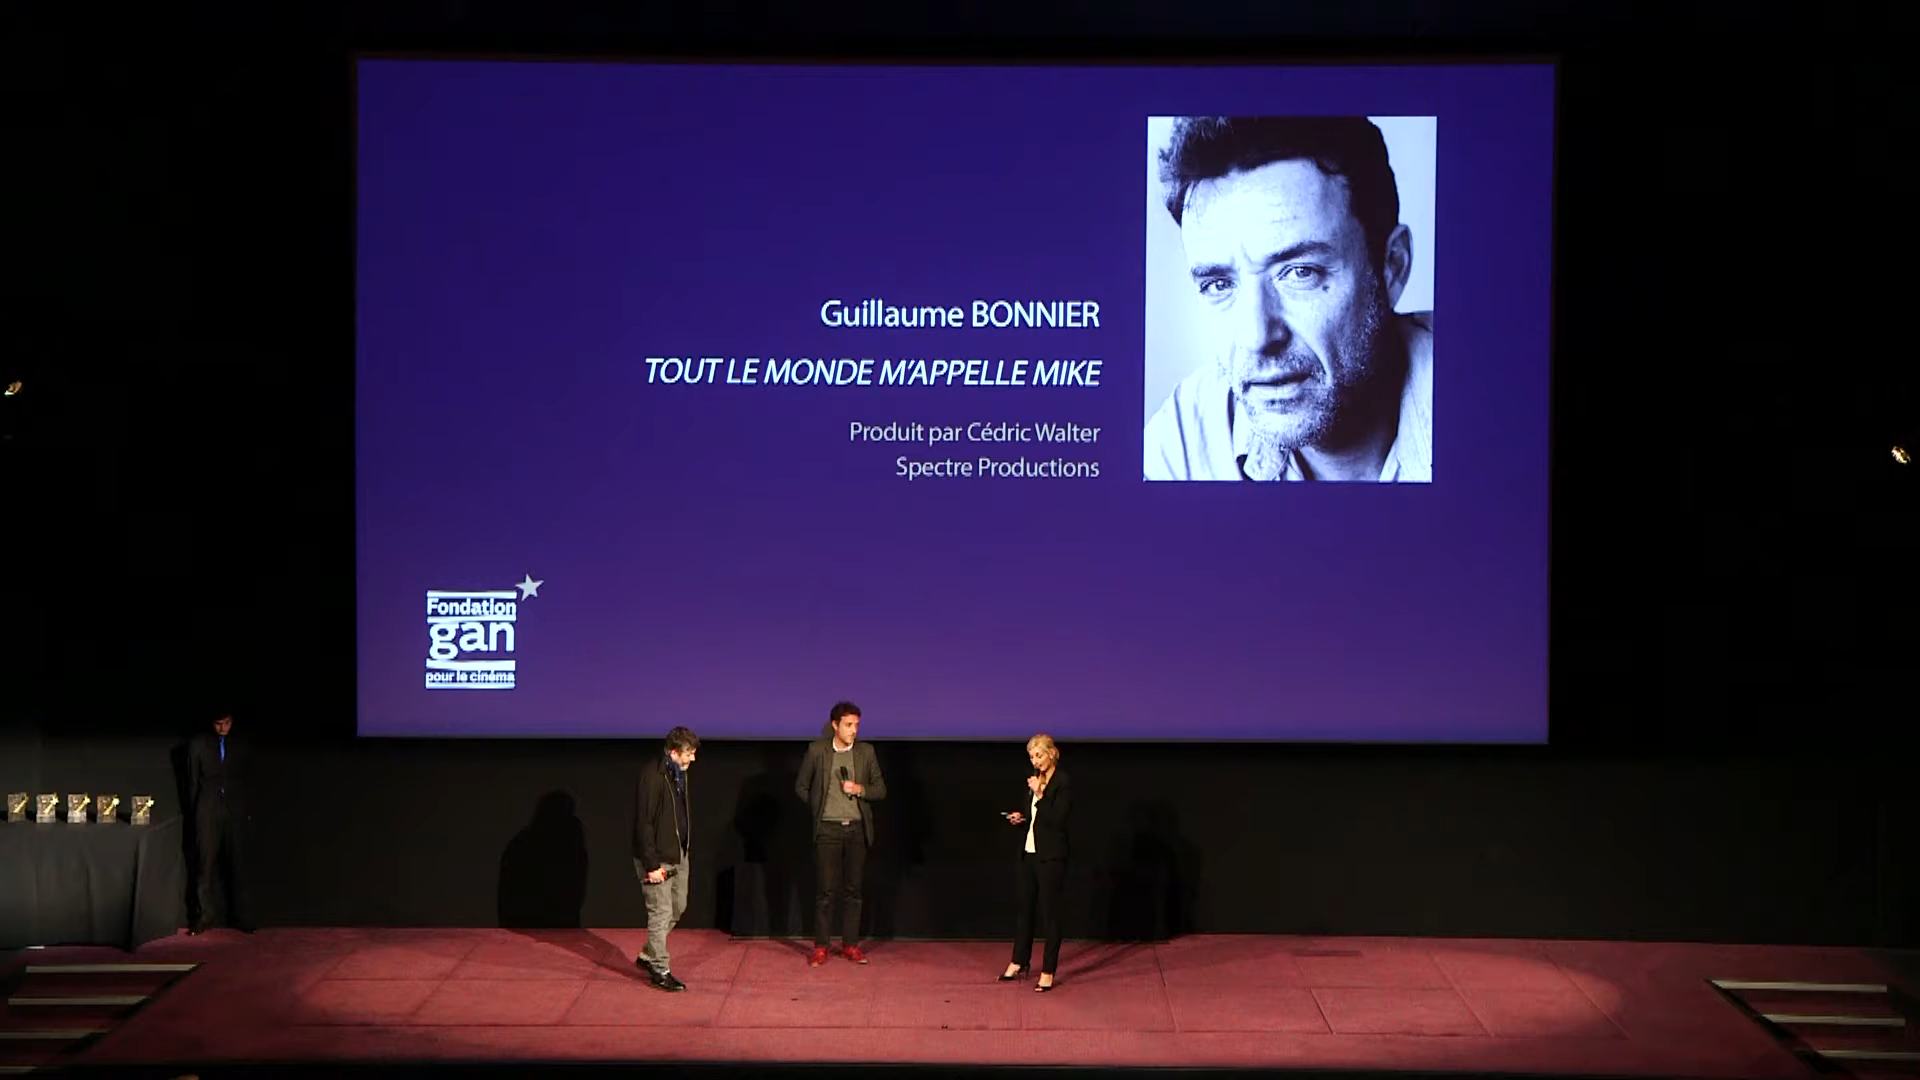 Guillaume BONNIER
TOUT LE MONDE M'APPELLE MIKE
Produit par Cédric Walter
Spectre Productions
Fondation
gan
pour le cinéma